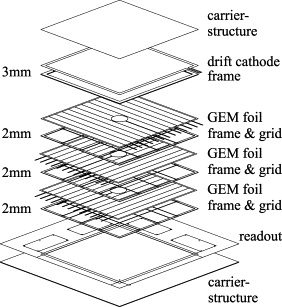 carrier-
structure
3mm
drift cathode
frame
GEM foil
2mm
frame & grid
GEM foil
2mm
frame & grid
GEM foil
2mm
frame & grid
readout
carrier-
structure